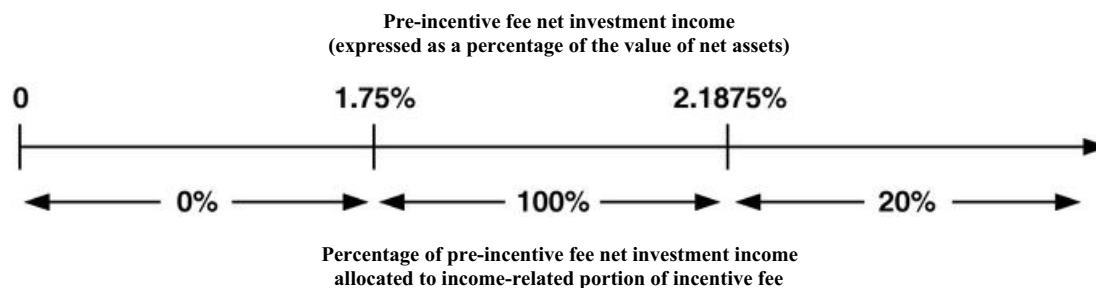 Pre-incentive fee net investment income
(expressed as a percentage of the value of net assets)
0 1.75% 2.1875%
0% 100% 20%
Percentage of pre-incentive fee net investment income
allocated to income-related portion of incentive fee